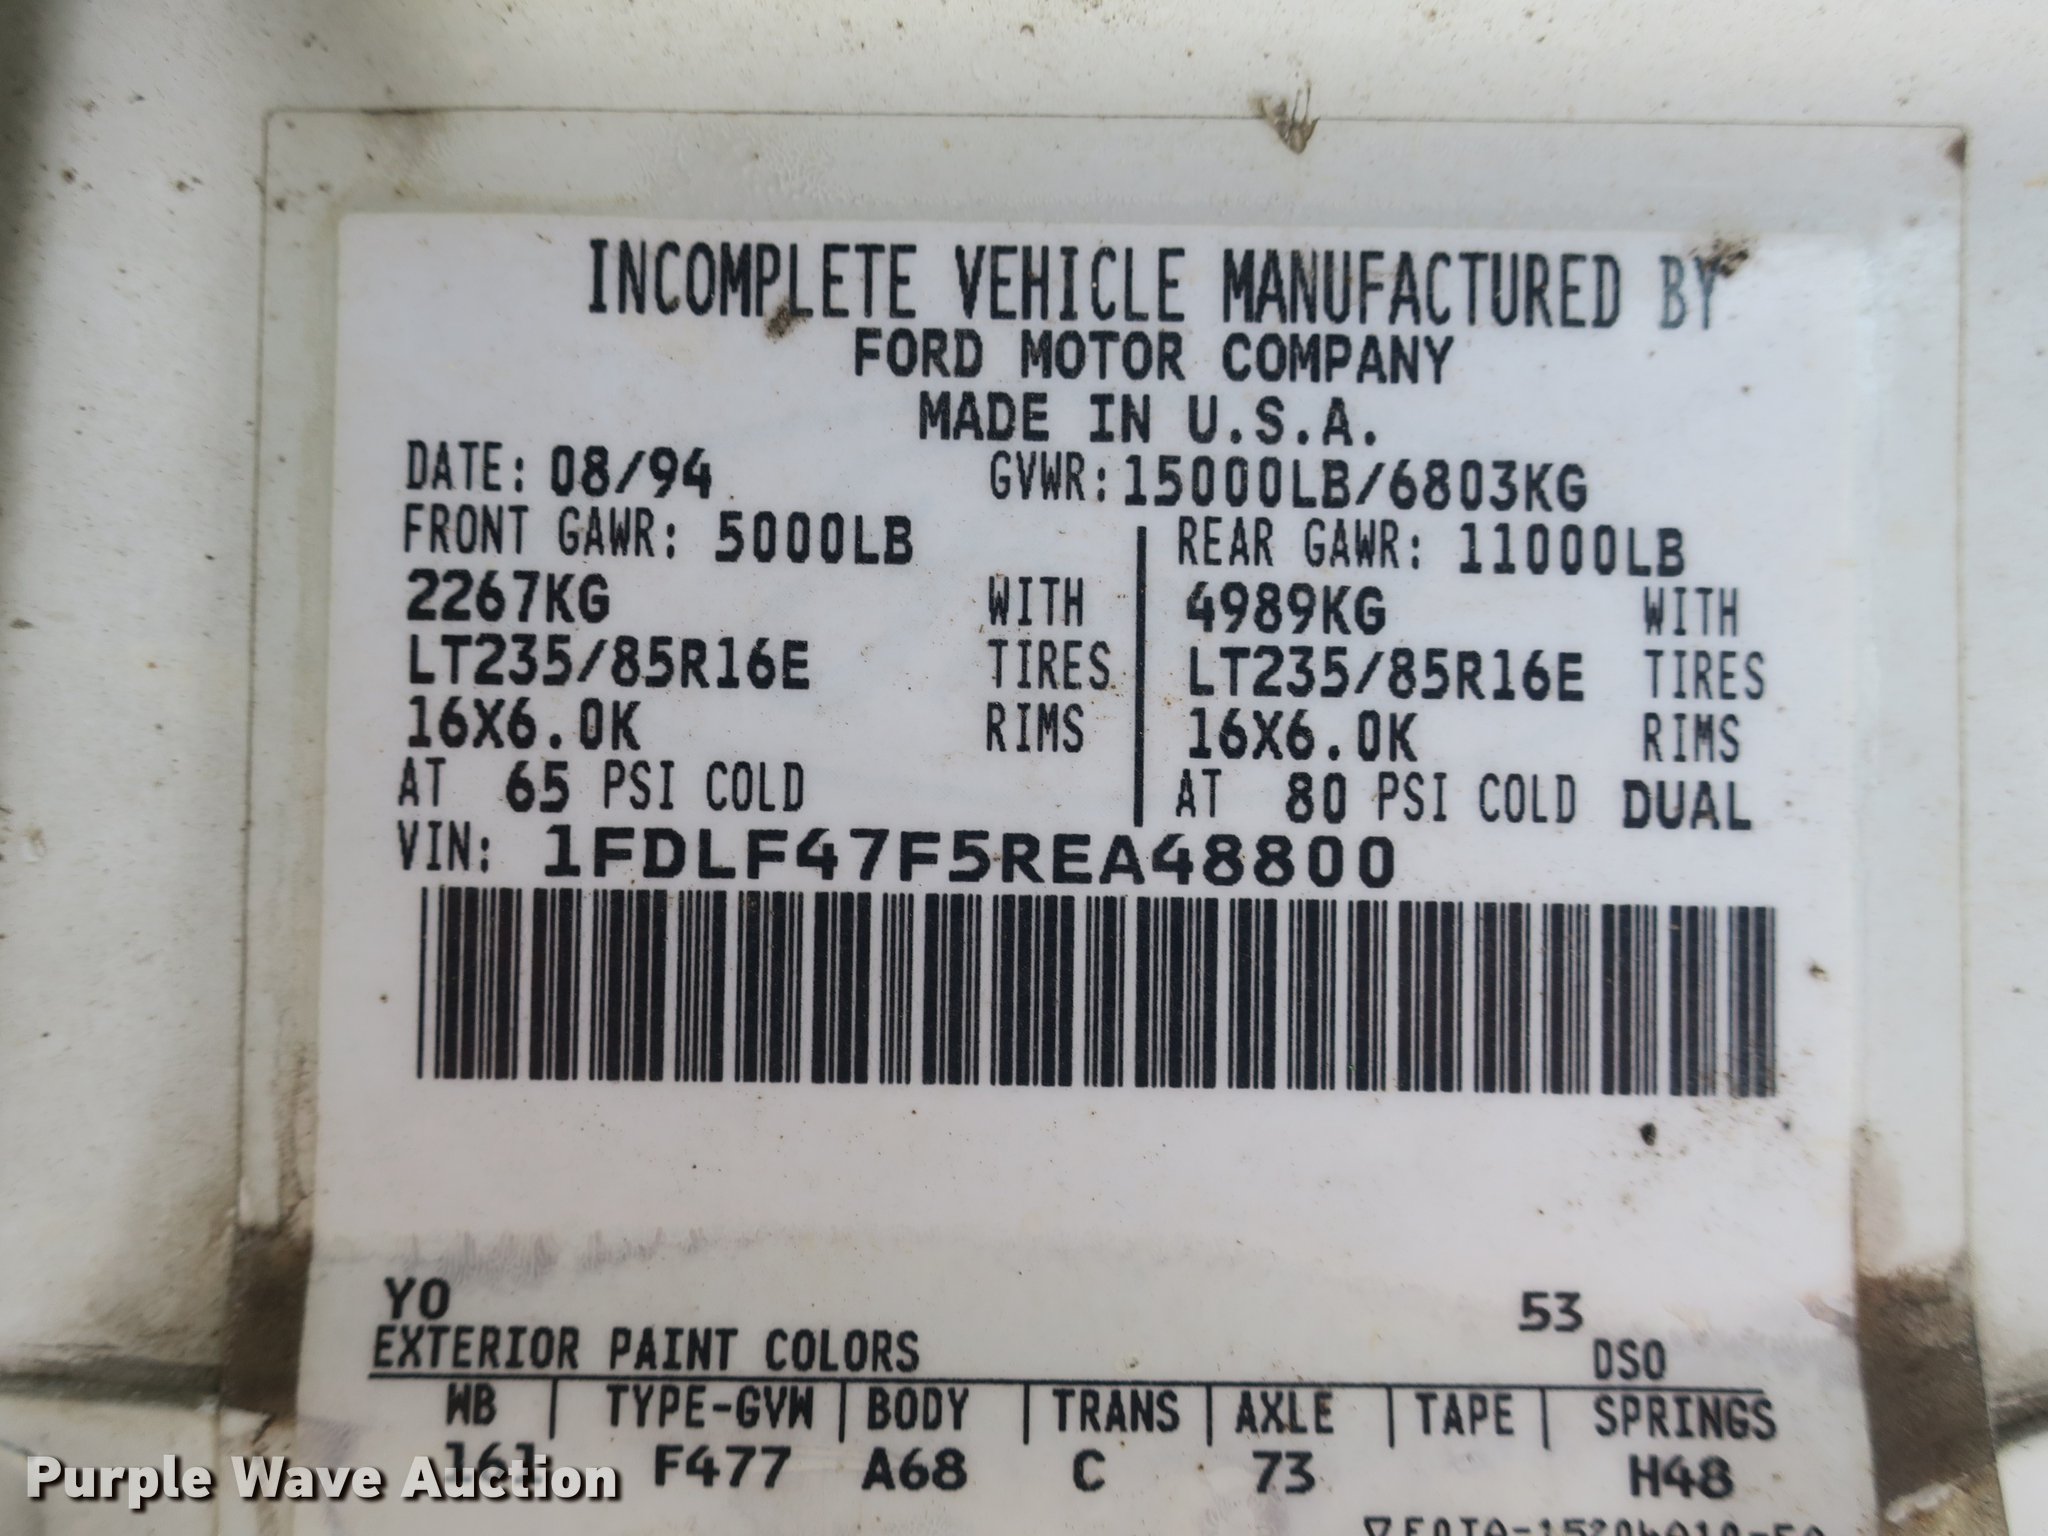 INCOMPLETE VEHICLE MANUFACTURED BY
FORD MOTOR COMPANY
MADE IN U.S.A.
DATE: 08/94 GVWR: 15000LB/6803KG
FRONT GAWR: 5000LB REAR GAWR: 11000LB
2267KG WITH 4989KG WITH
LT235/85R16E TIRES LT235/85R16E TIRES
16X6.0K RIMS 16X6.0K RIMS
AT 65 PSI COLD AT 80 PSI COLD DUAL
VIN: 1FDLF47F5REA48800
YO 53
EXTERIOR PAINT COLORS DSO
WB | TYPE-GVW | BODY | TRANS | AXLE | TAPE | SPRINGS
161 F477 A68 C 73 H48
Purple Wave Auction